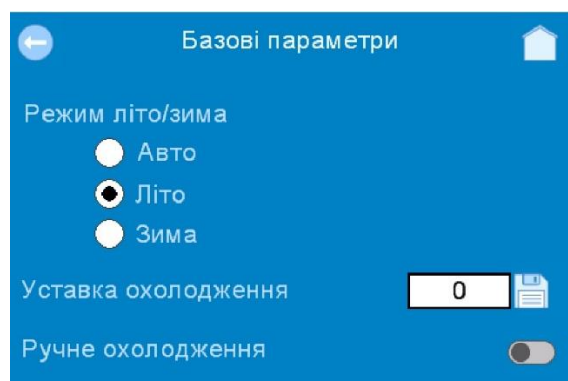 Базові параметри
Режим літо/зима
Авто
Літо
Зима
Уставка охолодження 0
Ручне охолодження